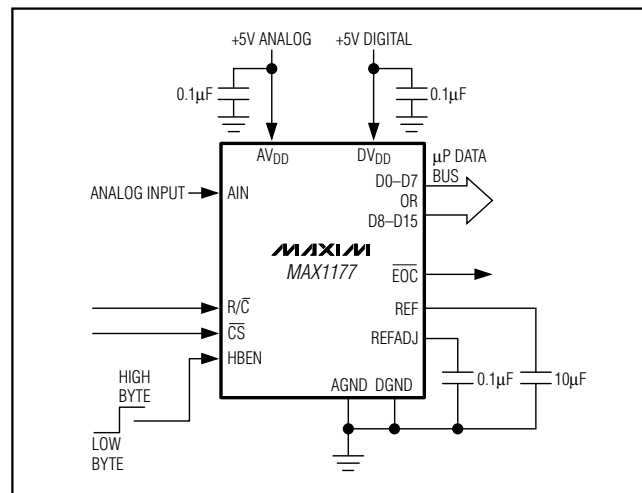 +5V ANALOG
+5V DIGITAL
0.1μF
0.1μF
AVDD
DVDD
μP DATA
BUS
D0–D7
OR
D8–D15
ANALOG INPUT
AIN
MAXIM
MAX1177
EOC
R/C
CS
HBEN
REF
REFADJ
HIGH
BYTE
LOW
BYTE
AGND
DGND
0.1μF
10μF